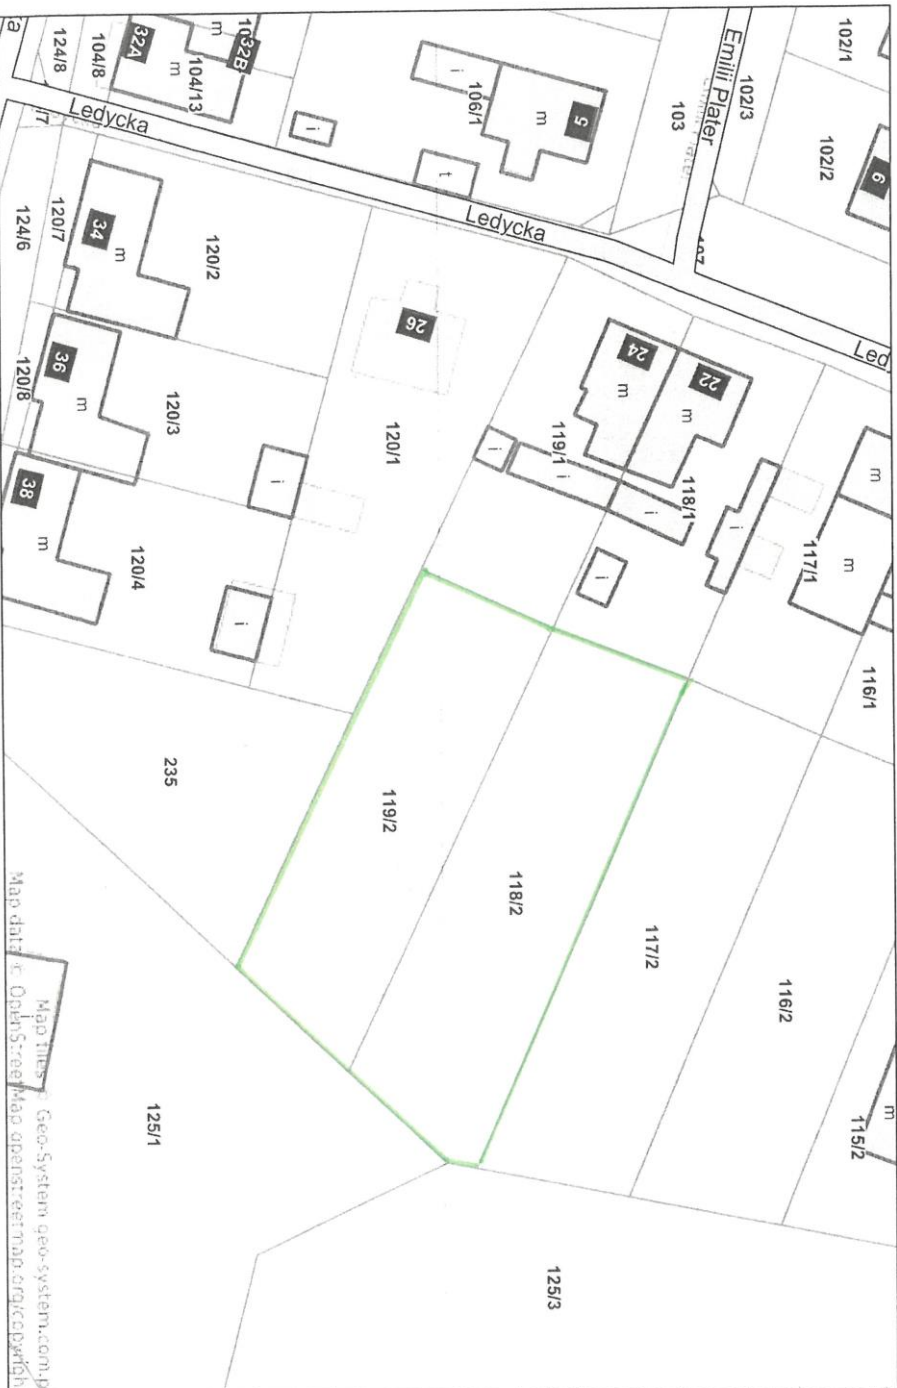 102/1
102/3
Emilii Plater
102/2
6
103
5
m
106/1
i
i
t
32B
32A
m
m
104/13
104/8
124/8
Ledycka
Ledycka
Led
34
m
120/2
120/7
124/6
36
m
120/3
120/8
38
m
120/4
i
i
26
120/1
24
m
22
m
119/1
118/1
i
i
i
i
i
117/1
m
m
116/1
235
119/2
118/2
117/2
116/2
115/2
m
125/1
i
125/3
Map tiles © Geo-System geo-system.com.p
Map data © OpenStreetMap openstreetmap.org/copyrigh